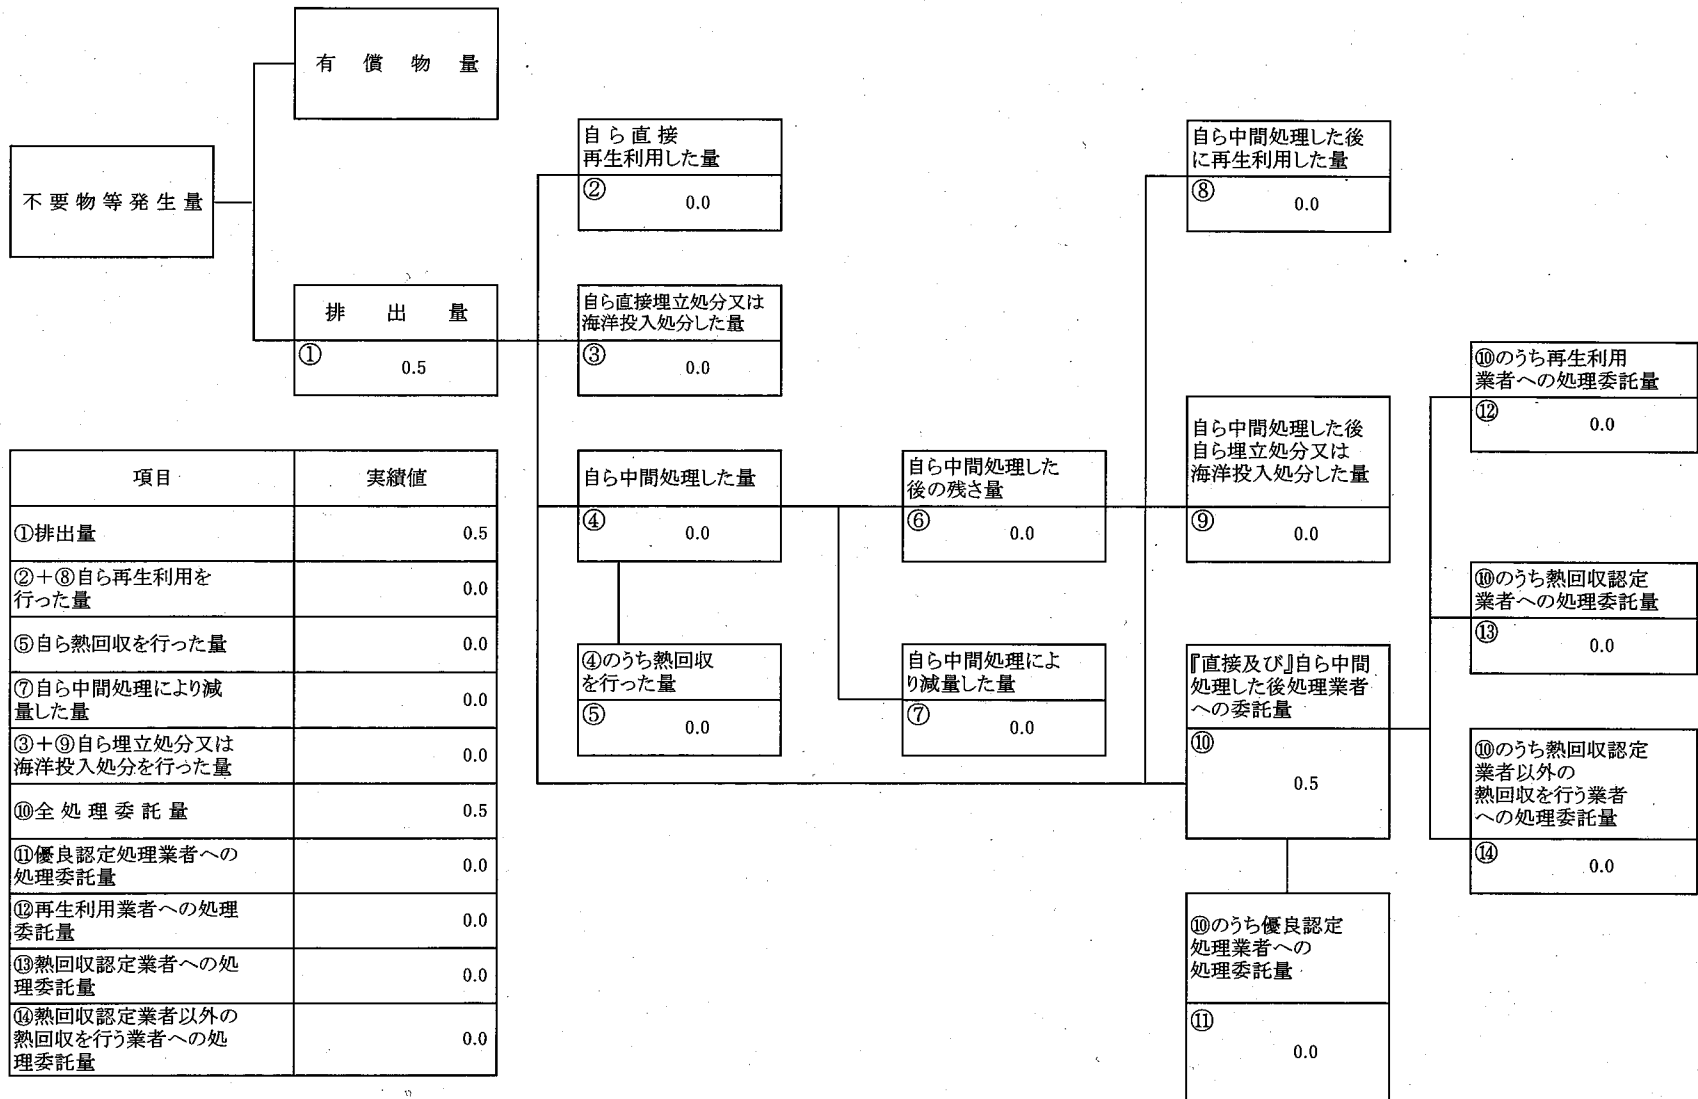 有償物量
不要物等発生量
排出量
①
0.5
自ら直接
再生利用した量
②
0.0
自ら直接埋立処分又は
海洋投入処分した量
③
0.0
自ら中間処理した量
④
0.0
④のうち熱回収
を行った量
⑤
0.0
自ら中間処理した
後の残さ量
⑥
0.0
自ら中間処理によ
り減量した量
⑦
0.0
自ら中間処理した後
に再生利用した量
⑧
0.0
自ら中間処理した後
自ら埋立処分又は
海洋投入処分した量
⑨
0.0
『直接及び』自ら中間
処理した後処理業者
への委託量
⑩
0.5
⑩のうち優良認定
処理業者への
処理委託量
⑪
0.0
⑩のうち再生利用
業者への処理委託量
⑫
0.0
⑩のうち熱回収認定
業者への処理委託量
⑬
0.0
⑩のうち熱回収認定
業者以外の
熱回収を行う業者
への処理委託量
⑭
0.0
項目 実績値
①排出量 0.5
②+⑧自ら再生利用を
行った量 0.0
⑤自ら熱回収を行った量 0.0
⑦自ら中間処理により減
量した量 0.0
③+⑨自ら埋立処分又は
海洋投入処分を行った量 0.0
⑩全処理委託量 0.5
⑪優良認定処理業者への
処理委託量 0.0
⑫再生利用業者への処理
委託量 0.0
⑬熱回収認定業者への処
理委託量 0.0
⑭熱回収認定業者以外の
熱回収を行う業者への処
理委託量 0.0